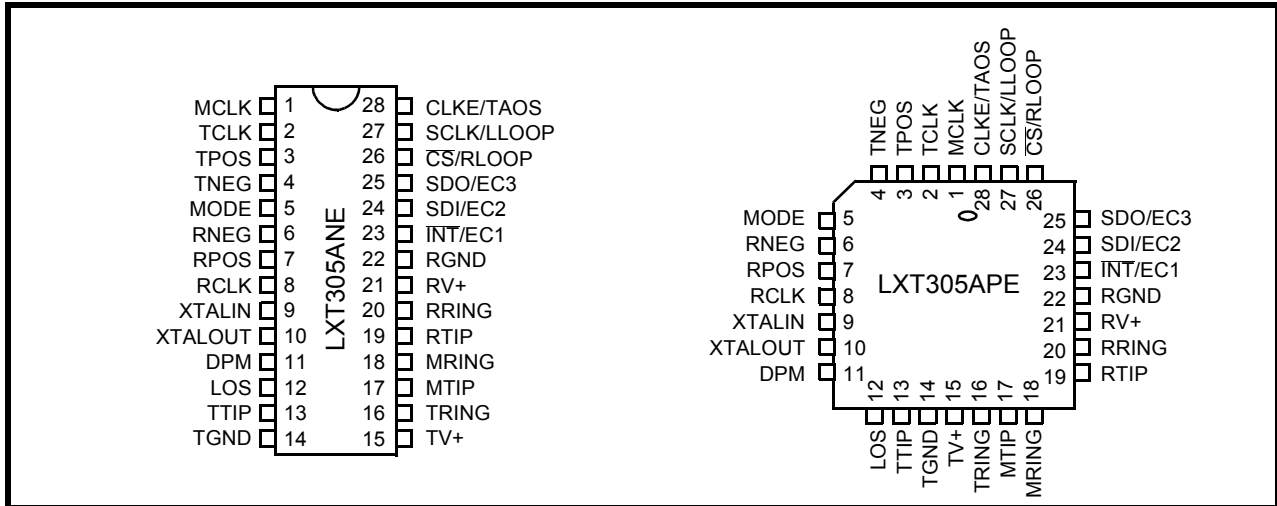 MCLK 1 28 CLKE/TAOS
TCLK 2 27 SCLK/LLOOP
TPOS 3 26 C̅S̅/RLOOP
TNEG 4 25 SDO/EC3
MODE 5 24 SDI/EC2
RNEG 6 23 I̅N̅T̅/EC1
RPOS 7 22 RGND
RCLK 8 21 RV+
XTALIN 9 20 RRING
XTALOUT 10 19 RTIP
DPM 11 18 MRING
LOS 12 17 MTIP
TTIP 13 16 TRING
TGND 14 15 TV+
LXT305ANE
TNEG TPOS TCLK MCLK CLKE/TAOS SCLK/LLOOP C̅S̅/RLOOP
4 3 2 1 28 27 26
MODE 5 25 SDO/EC3
RNEG 6 24 SDI/EC2
RPOS 7 23 I̅N̅T̅/EC1
RCLK 8 22 RGND
XTALIN 9 21 RV+
XTALOUT 10 20 RRING
DPM 11 19 RTIP
LXT305APE
12 13 14 15 16 17 18
LOS TTIP TGND TV+ TRING MTIP MRING